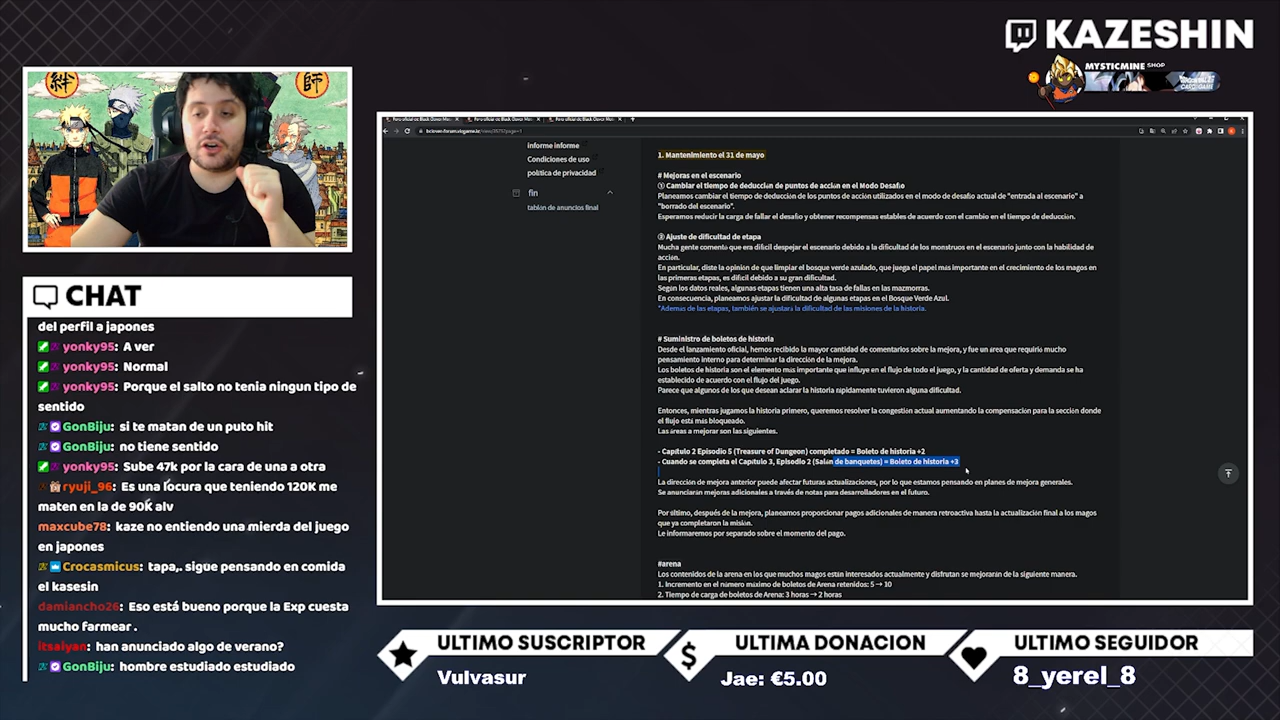 KAZESHIN
MYSTICMINE SHOP
絆
師
CHAT
del perfil a japones
yonky95: A ver
yonky95: Normal
yonky95: Porque el salto no tenia ningun tipo de
sentido
GonBiju: si te matan de un puto hit
GonBiju: no tiene sentido
yonky95: Sube 47k por la cara de una a otra
ryuji_96: Es una locura que teniendo 120K me
maten en la de 90K alv
maxcube78: kaze no entiendo una mierda del juego
en japones
Crocasmicus: tapa,. sigue pensando en comida
el kasesin
damiancho26: Eso está bueno porque la Exp cuesta
mucho farmear .
itsaiyan: han anunciado algo de verano?
GonBiju: hombre estudiado estudiado
informe informe
Condiciones de uso
política de privacidad
fin
tablón de anuncios final
1. Mantenimiento el 31 de mayo
# Mejoras en el escenario
① Cambiar el tiempo de deducción de puntos de acción en el Modo Desafío
Planeamos cambiar el tiempo de deducción de los puntos de acción utilizados en el modo de desafío actual de "entrada al escenario" a
"borrado del escenario".
Esperamos reducir la carga de fallar el desafío y obtener recompensas estables de acuerdo con el cambio en el tiempo de deducción.
② Ajuste de dificultad de etapa
Mucha gente comentó que era difícil despejar el escenario debido a la dificultad de los monstruos en el escenario junto con la habilidad de
acción.
En particular, diste la opinión de que limpiar el bosque verde azulado, que juega el papel más importante en el crecimiento de los magos en
las primeras etapas, es difícil debido a su gran dificultad.
Según los datos reales, algunas etapas tienen una alta tasa de fallas en las mazmorras.
En consecuencia, planeamos ajustar la dificultad de algunas etapas en el Bosque Verde Azul.
*Además de las etapas, también se ajustará la dificultad de las misiones de la historia.
# Suministro de boletos de historia
Desde el lanzamiento oficial, hemos recibido la mayor cantidad de comentarios sobre la mejora, y fue un área que requirió mucho
pensamiento interno para determinar la dirección de la mejora.
Los boletos de historia son el elemento más importante que influye en el flujo de todo el juego, y la cantidad de oferta y demanda se ha
establecido de acuerdo con el flujo del juego.
Parece que algunos de los que desean aclarar la historia rápidamente tuvieron alguna dificultad.
Entonces, mientras jugamos la historia primero, queremos resolver la congestión actual aumentando la compensación para la sección donde
el flujo está más bloqueado.
Las áreas a mejorar son las siguientes.
- Capítulo 2 Episodio 5 (Treasure of Dungeon) completado = Boleto de historia +2
- Cuando se completa el Capítulo 3, Episodio 2 (Salón de banquetes) = Boleto de historia +3
La dirección de mejora anterior puede afectar futuras actualizaciones, por lo que estamos pensando en planes de mejora generales.
Se anunciarán mejoras adicionales a través de notas para desarrolladores en el futuro.
Por último, después de la mejora, planeamos proporcionar pagos adicionales de manera retroactiva hasta la actualización final a los magos
que ya completaron la misión.
Le informaremos por separado sobre el momento del pago.
#arena
Los contenidos de la arena en los que muchos magos están interesados actualmente y disfrutan se mejorarán de la siguiente manera.
1. Incremento en el número máximo de boletos de Arena retenidos: 5 → 10
2. Tiempo de carga de boletos de Arena: 3 horas → 2 horas
ULTIMO SUSCRIPTOR
Vulvasur
ULTIMA DONACION
Jae: €5.00
ULTIMO SEGUIDOR
8_yerel_8